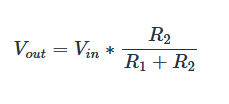 V_out = V_in * R_2 / (R_1 + R_2)